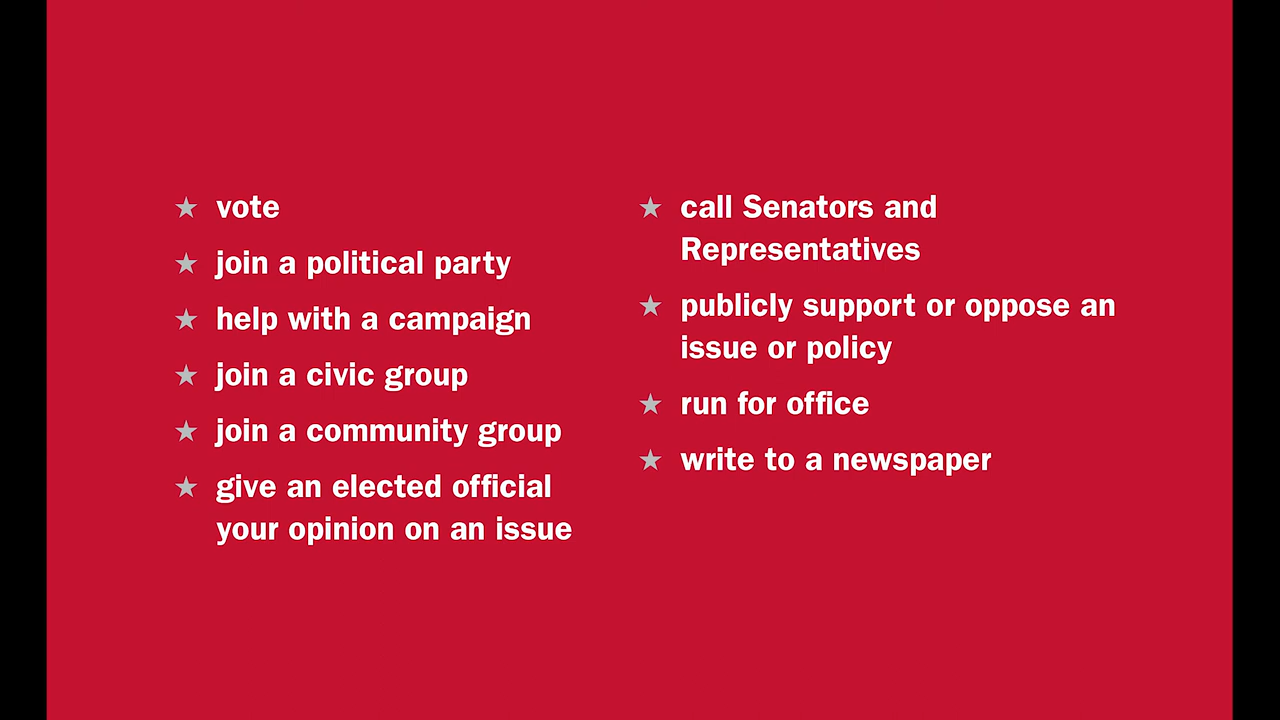 vote
join a political party
help with a campaign
join a civic group
join a community group
give an elected official
your opinion on an issue
call Senators and
Representatives
publicly support or oppose an
issue or policy
run for office
write to a newspaper